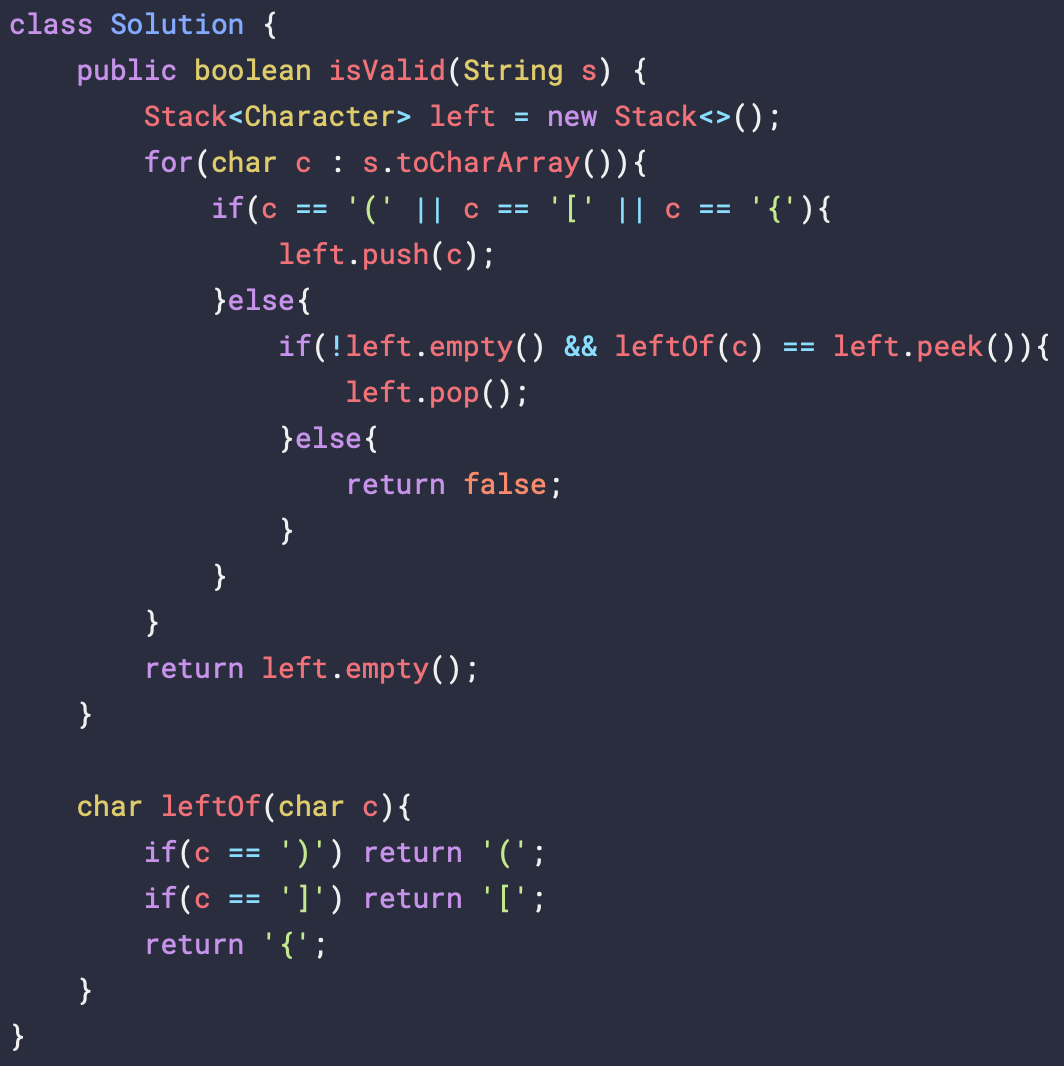 class Solution {
    public boolean isValid(String s) {
        Stack<Character> left = new Stack<>();
        for(char c : s.toCharArray()){
            if(c == '(' || c == '[' || c == '{'){
                left.push(c);
            }else{
                if(!left.empty() && leftOf(c) == left.peek()){
                    left.pop();
                }else{
                    return false;
                }
            }
        }
        return left.empty();
    }

    char leftOf(char c){
        if(c == ')') return '(';
        if(c == ']') return '[';
        return '{';
    }
}